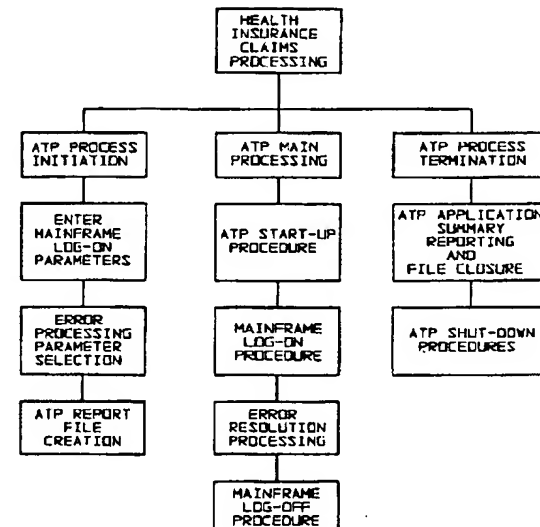 HEALTH
INSURANCE
CLAIMS
PROCESSING
ATP PROCESS
INITIATION
ATP MAIN
PROCESSING
ATP PROCESS
TERMINATION
ENTER
MAINFRAME
LOG-ON
PARAMETERS
ATP START-UP
PROCEDURE
ATP APPLICATION
SUMMARY
REPORTING
AND
FILE CLOSURE
ERROR
PROCESSING
PARAMETER
SELECTION
MAINFRAME
LOG-ON
PROCEDURE
ATP SHUT-DOWN
PROCEDURES
ATP REPORT
FILE
CREATION
ERROR
RESOLUTION
PROCESSING
MAINFRAME
LOG-OFF
PROCEDURE